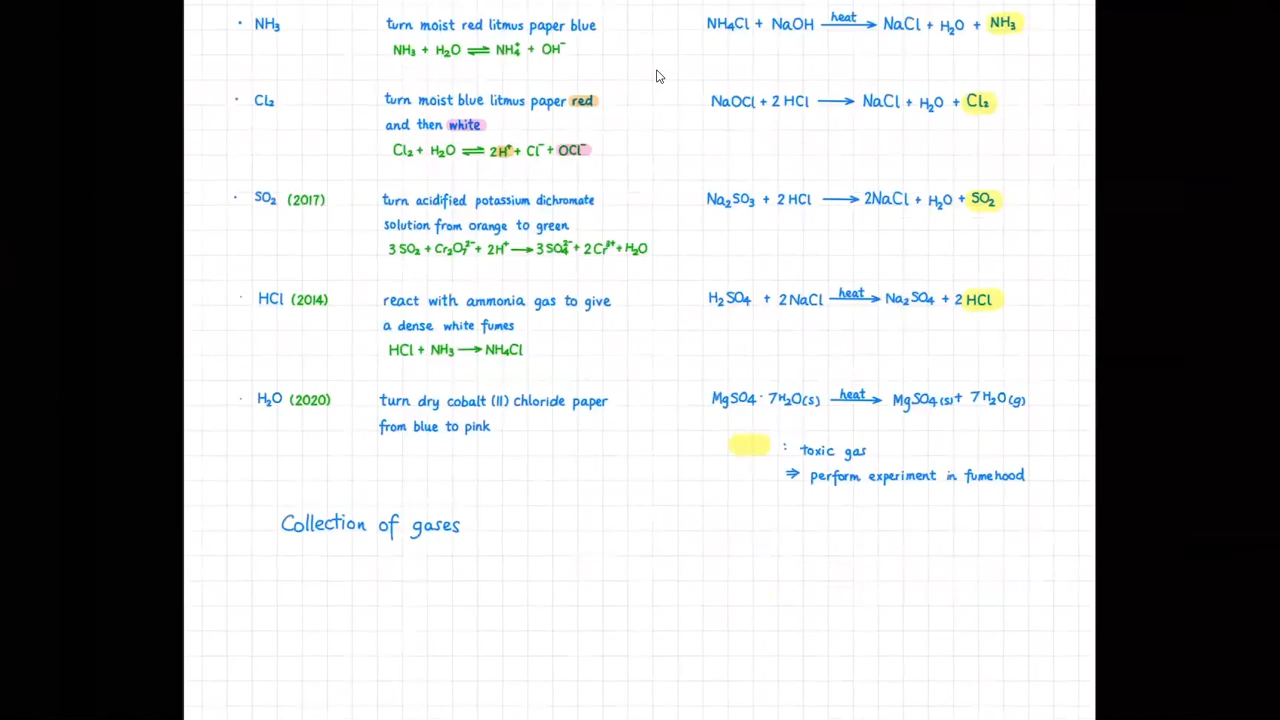 · NH₃ turn moist red litmus paper blue NH₄Cl + NaOH —heat→ NaCl + H₂O + NH₃
NH₃ + H₂O ⇌ NH₄⁺ + OH⁻
· Cl₂ turn moist blue litmus paper red NaOCl + 2 HCl → NaCl + H₂O + Cl₂
and then white
Cl₂ + H₂O ⇌ 2H⁺ + Cl⁻ + OCl⁻
· SO₂ (2017) turn acidified potassium dichromate Na₂SO₃ + 2 HCl → 2NaCl + H₂O + SO₂
solution from orange to green
3 SO₂ + Cr₂O₇²⁻ + 2H⁺ → 3 SO₄²⁻ + 2 Cr³⁺ + H₂O
· HCl (2014) react with ammonia gas to give H₂SO₄ + 2NaCl —heat→ Na₂SO₄ + 2 HCl
a dense white fumes
HCl + NH₃ → NH₄Cl
· H₂O (2020) turn dry cobalt (II) chloride paper MgSO₄ · 7H₂O(s) —heat→ MgSO₄(s) + 7H₂O(g)
from blue to pink
: toxic gas
⇒ perform experiment in fumehood
Collection of gases